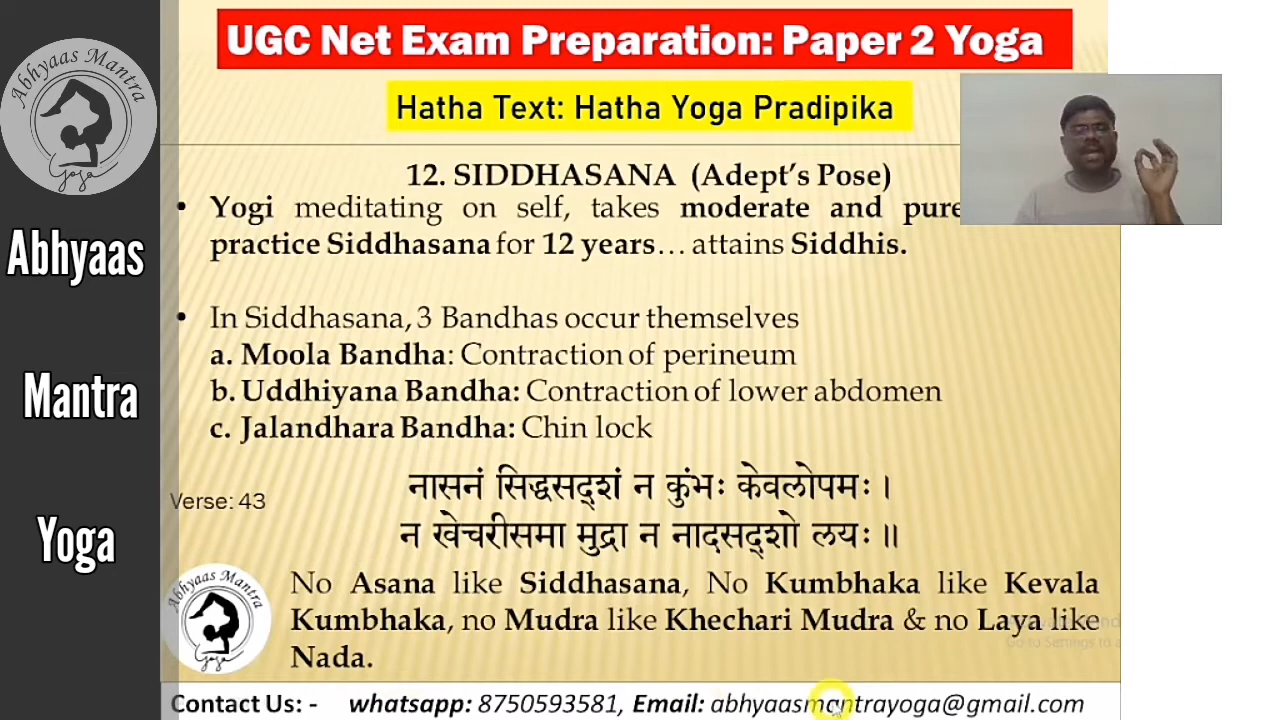 UGC Net Exam Preparation: Paper 2 Yoga
Hatha Text: Hatha Yoga Pradipika
Abhyaas Mantra
Yoga
Abhyaas
Mantra
Yoga
12. SIDDHASANA (Adept's Pose)
• Yogi meditating on self, takes moderate and pure
practice Siddhasana for 12 years... attains Siddhis.
• In Siddhasana, 3 Bandhas occur themselves
a. Moola Bandha: Contraction of perineum
b. Uddhiyana Bandha: Contraction of lower abdomen
c. Jalandhara Bandha: Chin lock
Verse: 43
नासनं सिद्धसदृशं न कुंभः केवलोपमः।
न खेचरीसमा मुद्रा न नादसदृशो लयः॥
Abhyaas Mantra
Yoga
No Asana like Siddhasana, No Kumbhaka like Kevala
Kumbhaka, no Mudra like Khechari Mudra & no Laya like
Nada.
Go to Settings to a
Contact Us: - whatsapp: 8750593581, Email: abhyaasmantrayoga@gmail.com